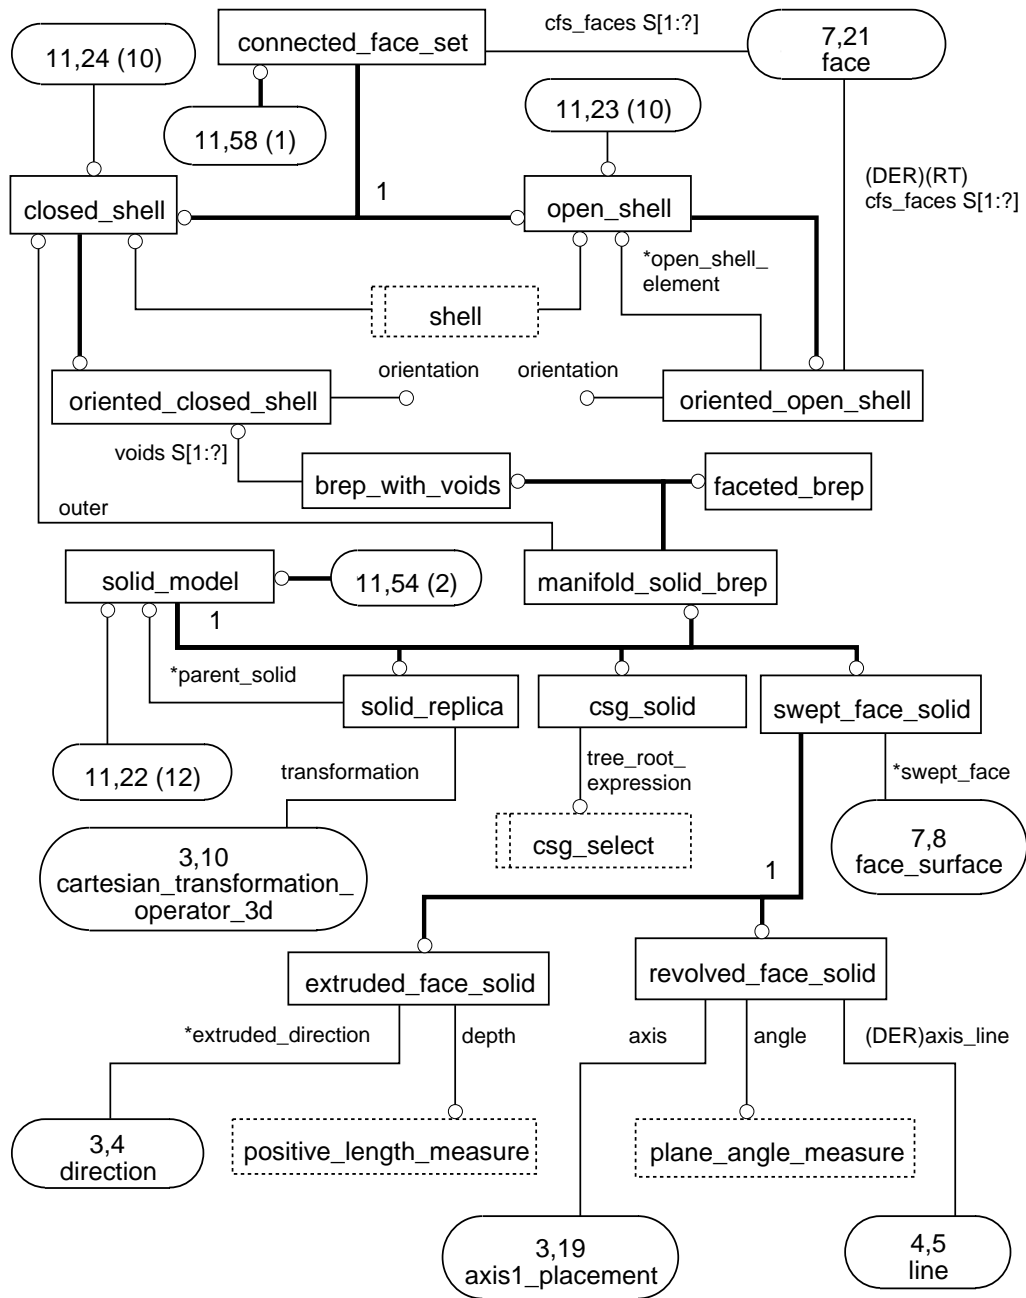 cfs_faces S[1:?]
11,24 (10)
connected_face_set
7,21
face
11,58 (1)
11,23 (10)
closed_shell
1
open_shell
(DER)(RT)
cfs_faces S[1:?]
*open_shell_
element
shell
orientation
orientation
oriented_closed_shell
oriented_open_shell
voids S[1:?]
brep_with_voids
faceted_brep
outer
solid_model
11,54 (2)
manifold_solid_brep
1
*parent_solid
solid_replica
csg_solid
swept_face_solid
11,22 (12)
transformation
tree_root_
expression
*swept_face
3,10
cartesian_transformation_
operator_3d
csg_select
7,8
face_surface
1
extruded_face_solid
revolved_face_solid
*extruded_direction
depth
axis
angle
(DER)axis_line
3,4
direction
positive_length_measure
plane_angle_measure
3,19
axis1_placement
4,5
line